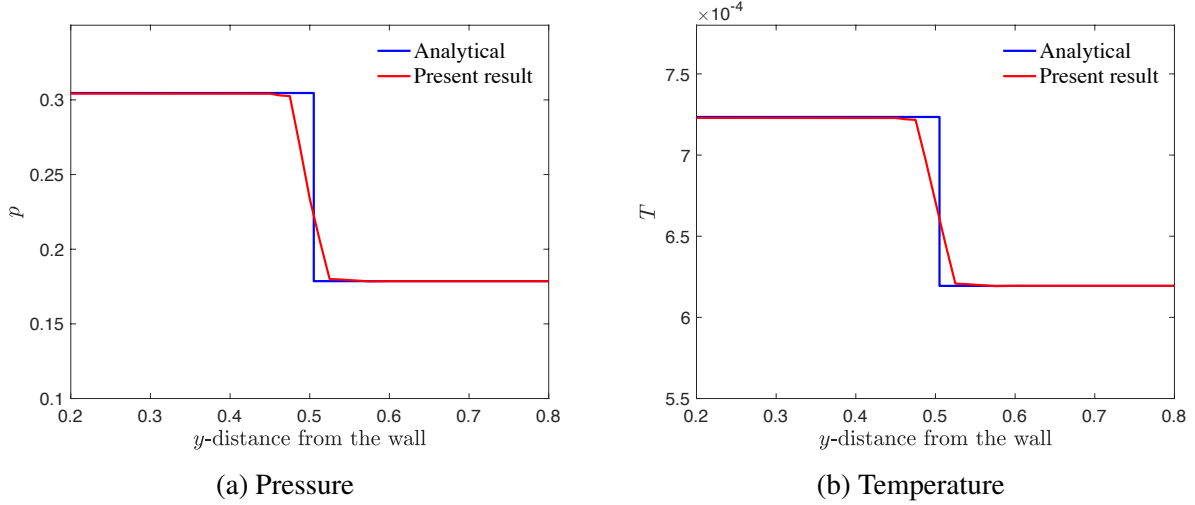 Analytical
Present result
0.3
0.25
0.2
0.15
0.1
p
0.2 0.3 0.4 0.5 0.6 0.7 0.8
y-distance from the wall
(a) Pressure
×10⁻⁴
Analytical
Present result
7.5
7
6.5
6
5.5
T
0.2 0.3 0.4 0.5 0.6 0.7 0.8
y-distance from the wall
(b) Temperature